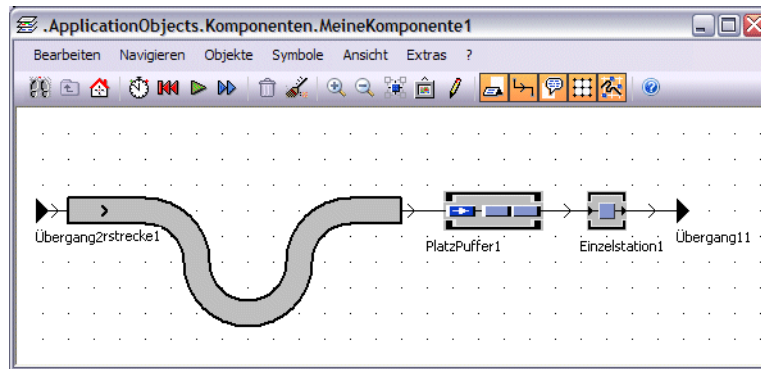 .ApplicationObjects.Komponenten.MeineKomponente1
Bearbeiten Navigieren Objekte Symbole Ansicht Extras ?
Übergang2rstrecke1 PlatzPuffer1 Einzelstation1 Übergang11